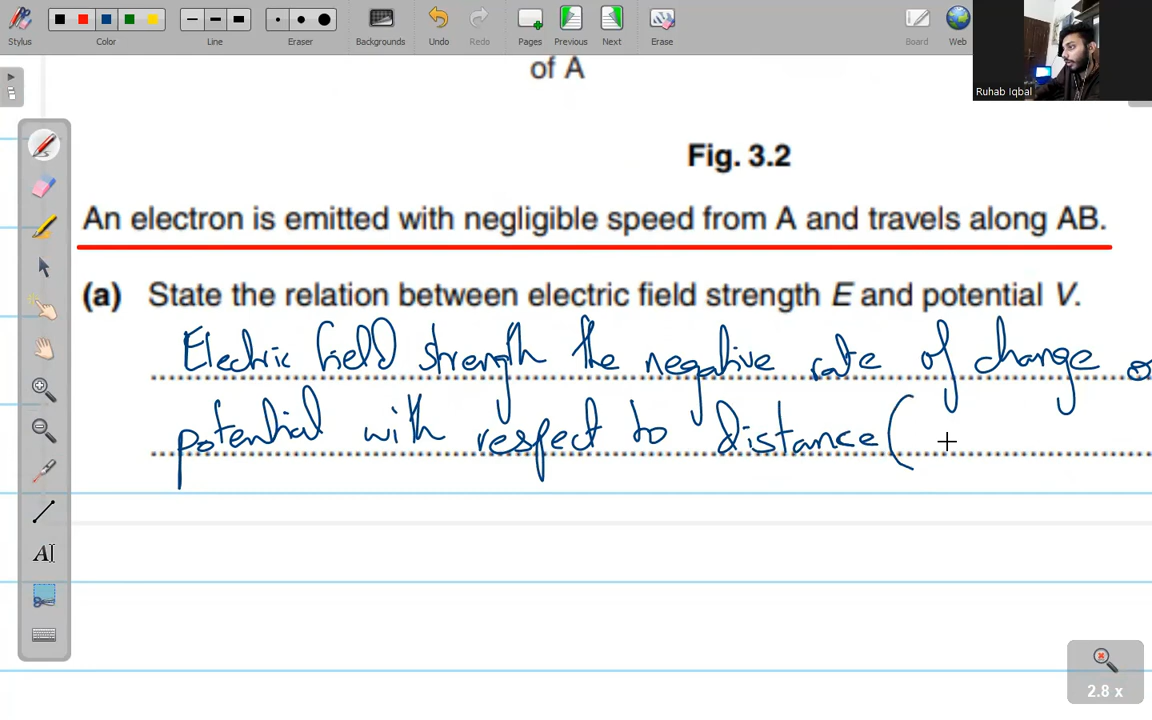 Stylus
Color
Line
Eraser
Backgrounds
Undo
Redo
Pages
Previous
Next
Erase
Board
Web
Ruhab Iqbal
of A
Fig. 3.2
An electron is emitted with negligible speed from A and travels along AB.
(a) State the relation between electric field strength E and potential V.
Electric field strength the negative rate of change o
potential with respect to distance (
AI
2.8 x